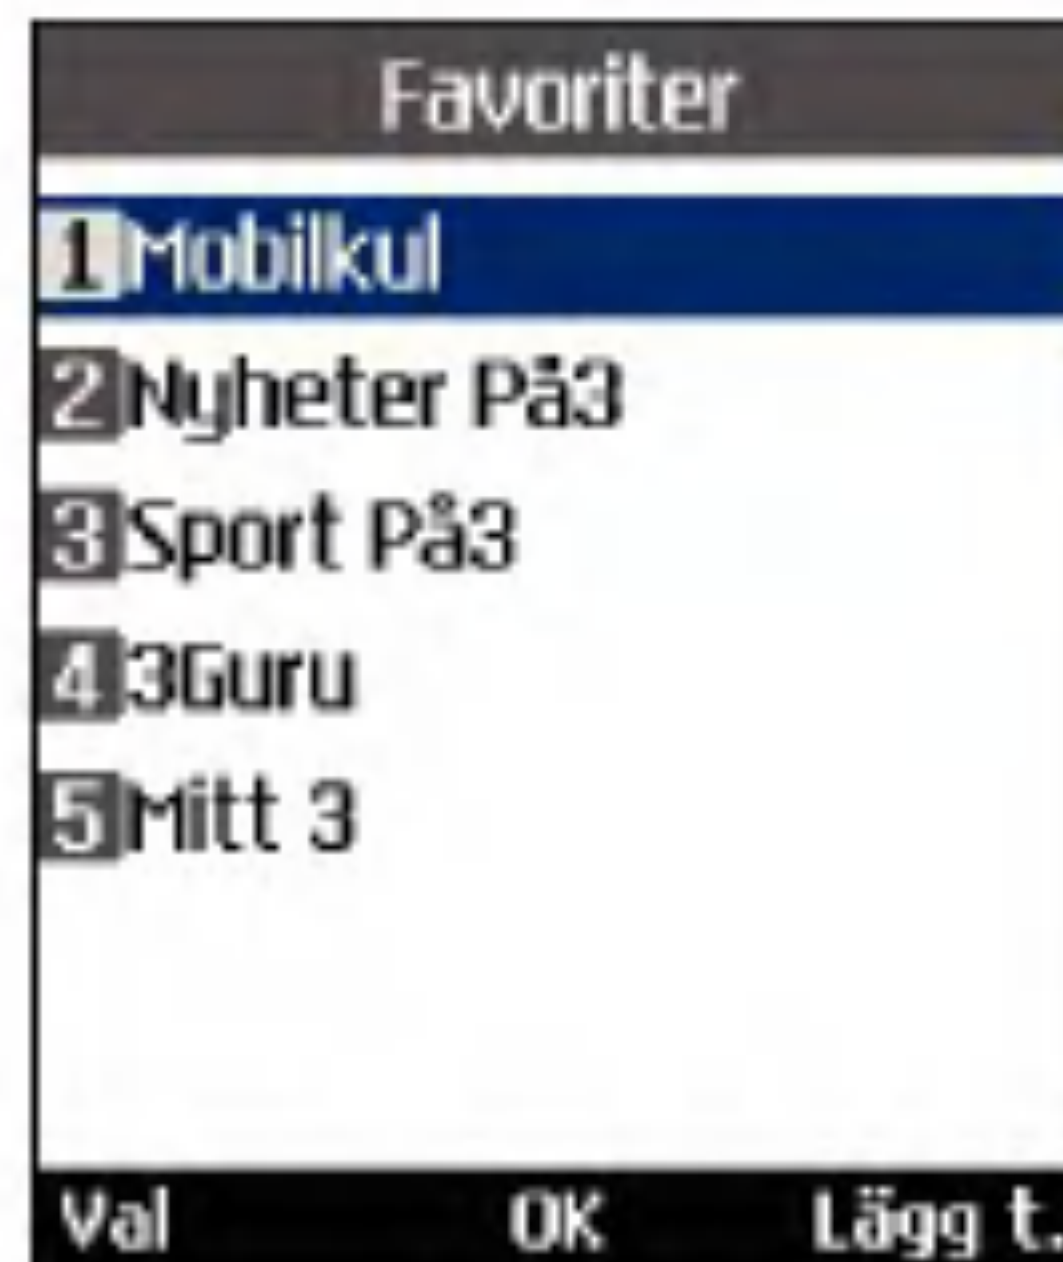 Favoriter
1 Mobilkul
2 Nyheter På3
3 Sport På3
4 3Guru
5 Mitt 3
Val OK Lägg t.